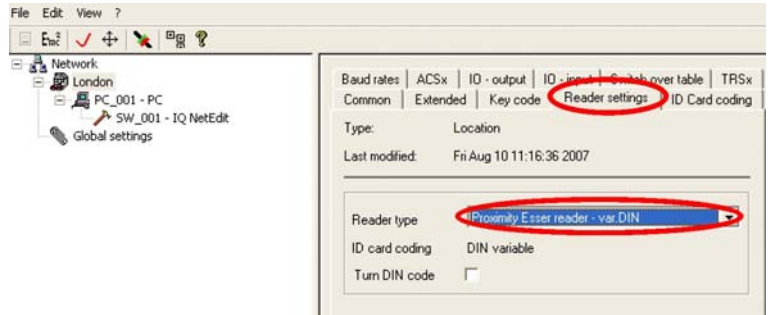 File Edit View ?
Network
London
PC_001 - PC
SW_001 - IQ NetEdit
Global settings
Baud rates ACSx IO - output IO - input Switch over table TRSx
Common Extended Key code Reader settings ID Card coding
Type: Location
Last modified: Fri Aug 10 11:16:36 2007
Reader type Proximity Esser reader - var.DIN
ID card coding DIN variable
Turn DIN code